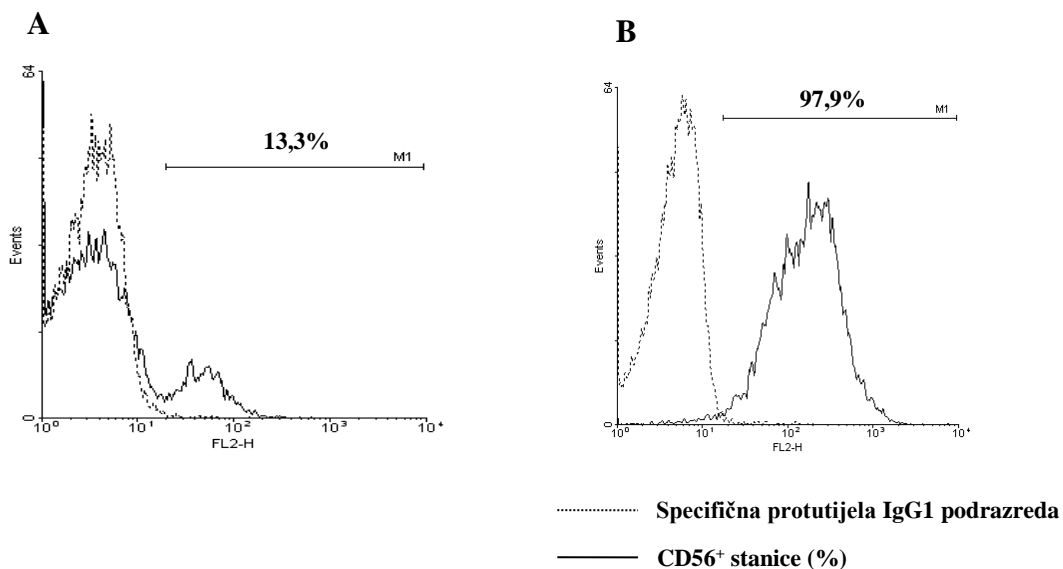 A
64
13,3%
M1
Events
0
10⁰ 10¹ 10² 10³ 10⁴
FL2-H
B
64
97,9%
M1
Events
0
10⁰ 10¹ 10² 10³ 10⁴
FL2-H
Specifična protutijela IgG1 podrazreda
CD56⁺ stanice (%)